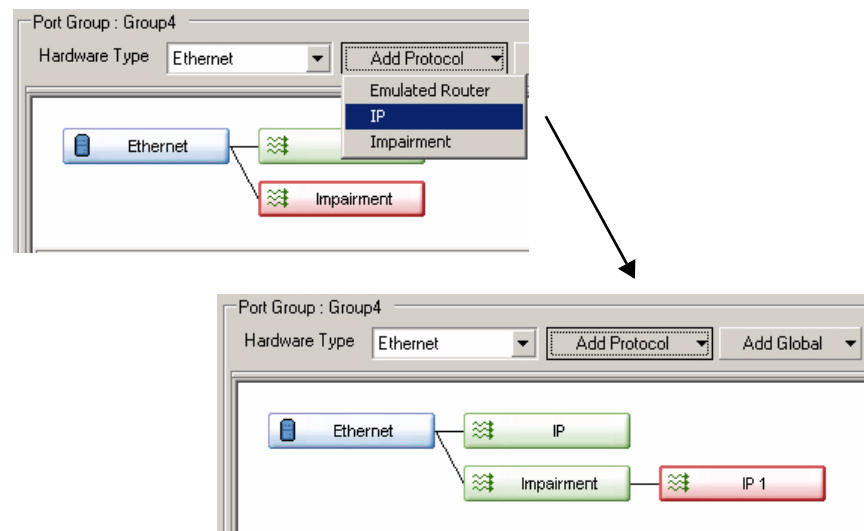 Port Group : Group4
Hardware Type Ethernet Add Protocol
Emulated Router
IP
Impairment
Ethernet
Impairment
Port Group : Group4
Hardware Type Ethernet Add Protocol Add Global
Ethernet IP
Impairment IP 1